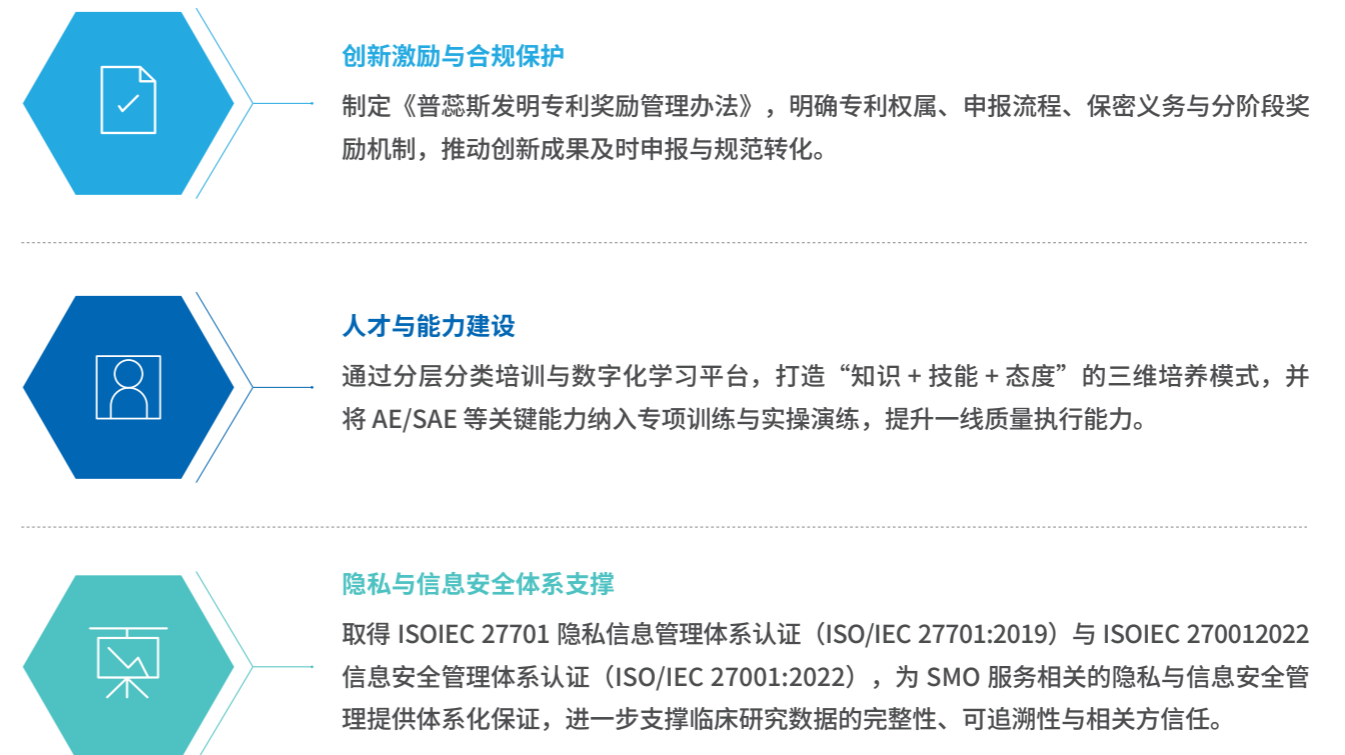 创新激励与合规保护
制定《普蕊斯发明专利奖励管理办法》，明确专利权属、申报流程、保密义务与分阶段奖
励机制，推动创新成果及时申报与规范转化。
人才与能力建设
通过分层分类培训与数字化学习平台，打造“知识 + 技能 + 态度”的三维培养模式，并
将 AE/SAE 等关键能力纳入专项训练与实操演练，提升一线质量执行能力。
隐私与信息安全体系支撑
取得 ISOIEC 27701 隐私信息管理体系认证（ISO/IEC 27701:2019）与 ISOIEC 270012022
信息安全管理体系认证（ISO/IEC 27001:2022），为 SMO 服务相关的隐私与信息安全管
理提供体系化保证，进一步支撑临床研究数据的完整性、可追溯性与相关方信任。